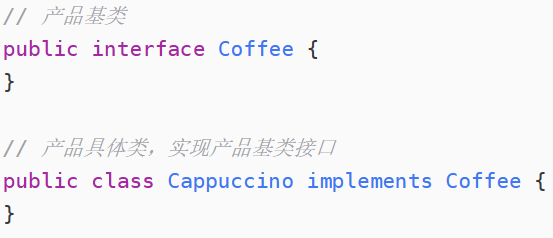 // 产品基类
public interface Coffee {
}
// 产品具体类，实现产品基类接口
public class Cappuccino implements Coffee {
}